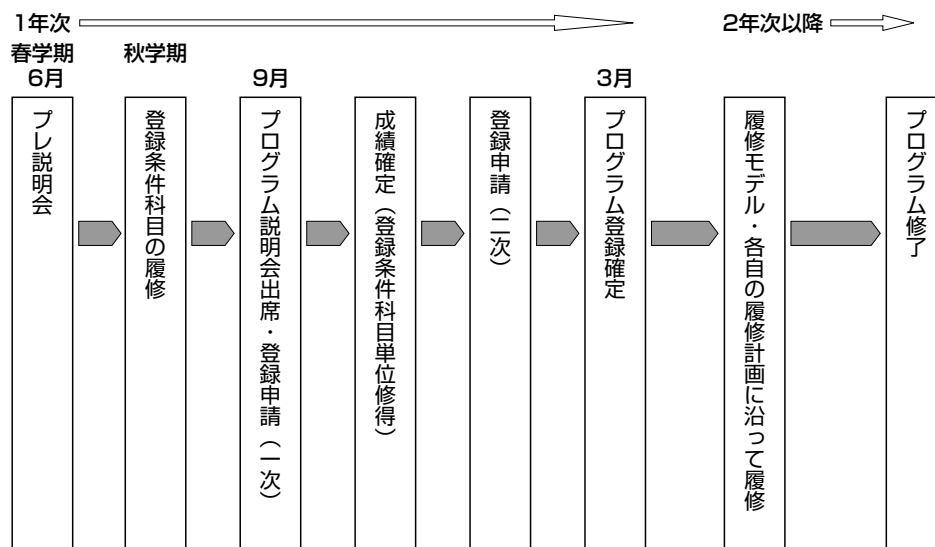 1年次
2年次以降
春学期
秋学期
6月
9月
3月
プレ説明会
登録条件科目の履修
プログラム説明会出席・登録申請（一次）
成績確定（登録条件科目単位修得）
登録申請（二次）
プログラム登録確定
履修モデル・各自の履修計画に沿って履修
プログラム修了